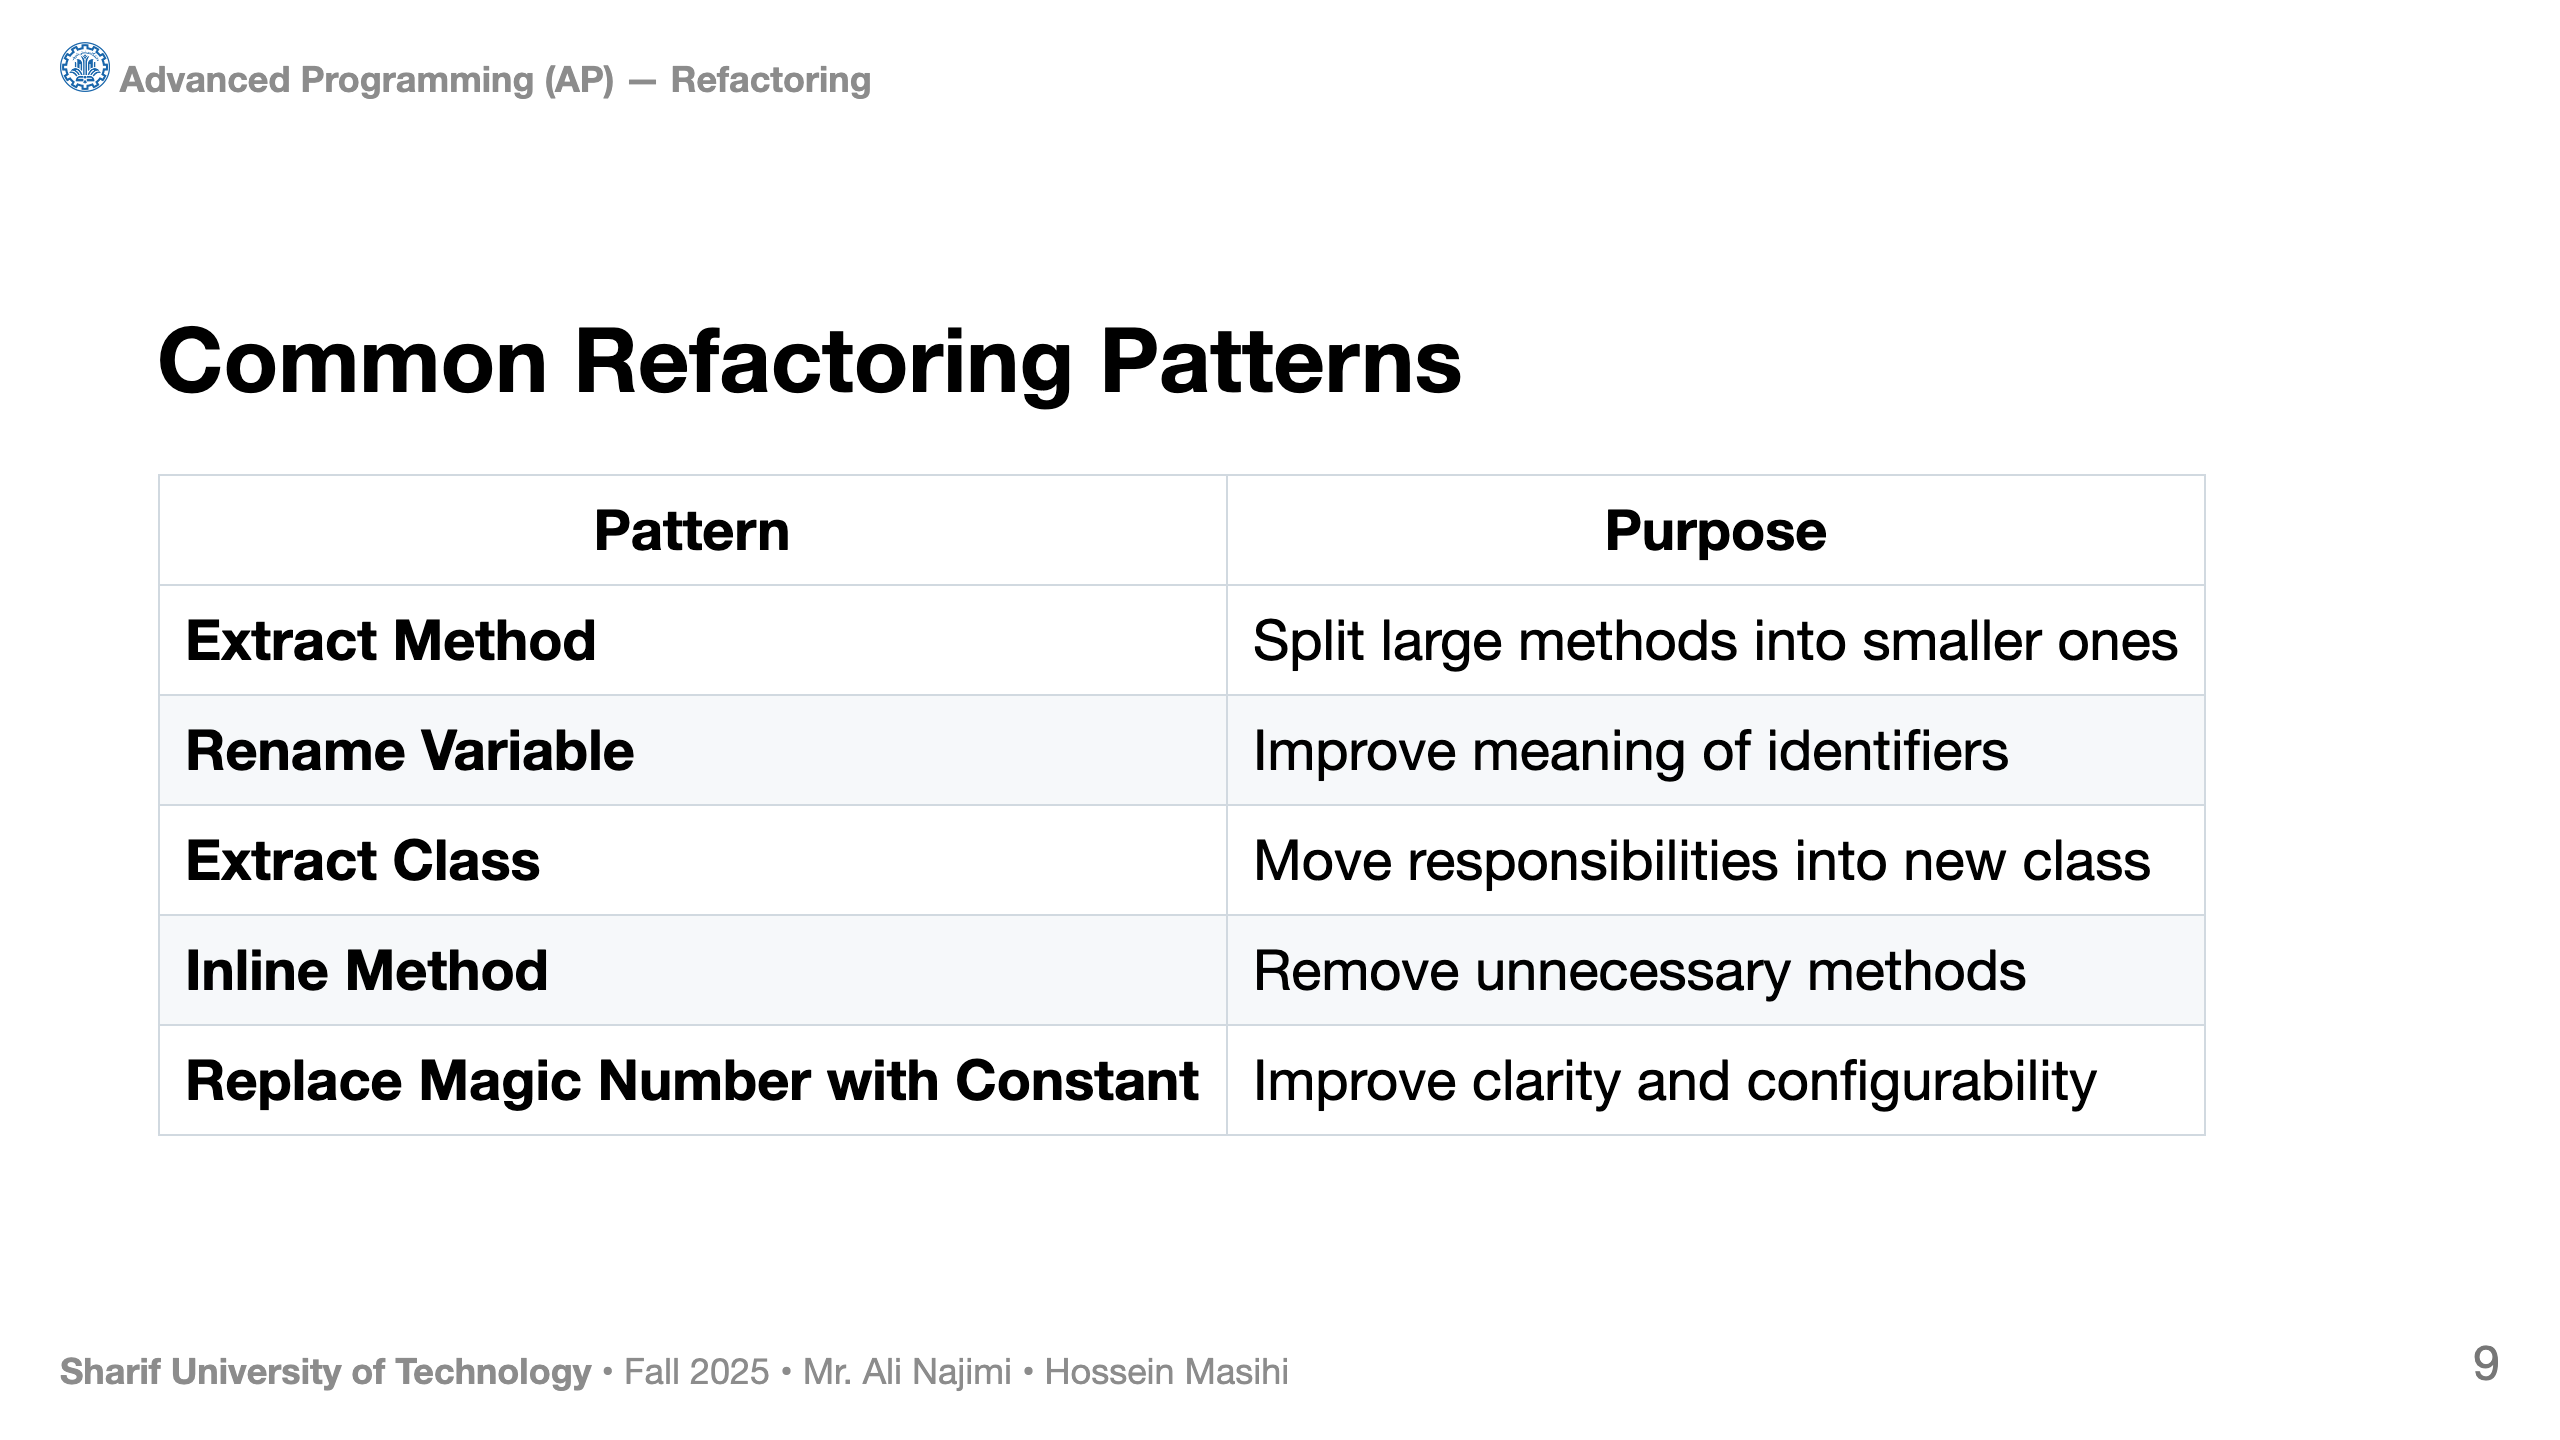 Advanced Programming (AP) — Refactoring
Common Refactoring Patterns
Pattern Purpose
Extract Method Split large methods into smaller ones
Rename Variable Improve meaning of identifiers
Extract Class Move responsibilities into new class
Inline Method Remove unnecessary methods
Replace Magic Number with Constant Improve clarity and configurability
Sharif University of Technology • Fall 2025 • Mr. Ali Najimi • Hossein Masihi
9